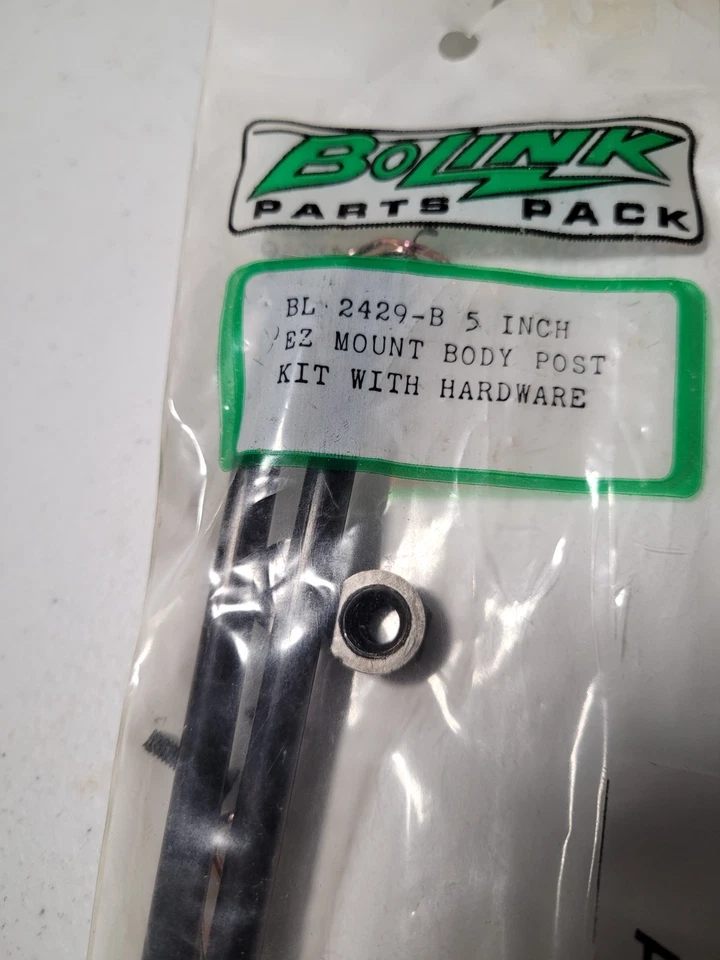 BOLINK
PARTS PACK
BL 2429-B 5 INCH
EZ MOUNT BODY POST
KIT WITH HARDWARE